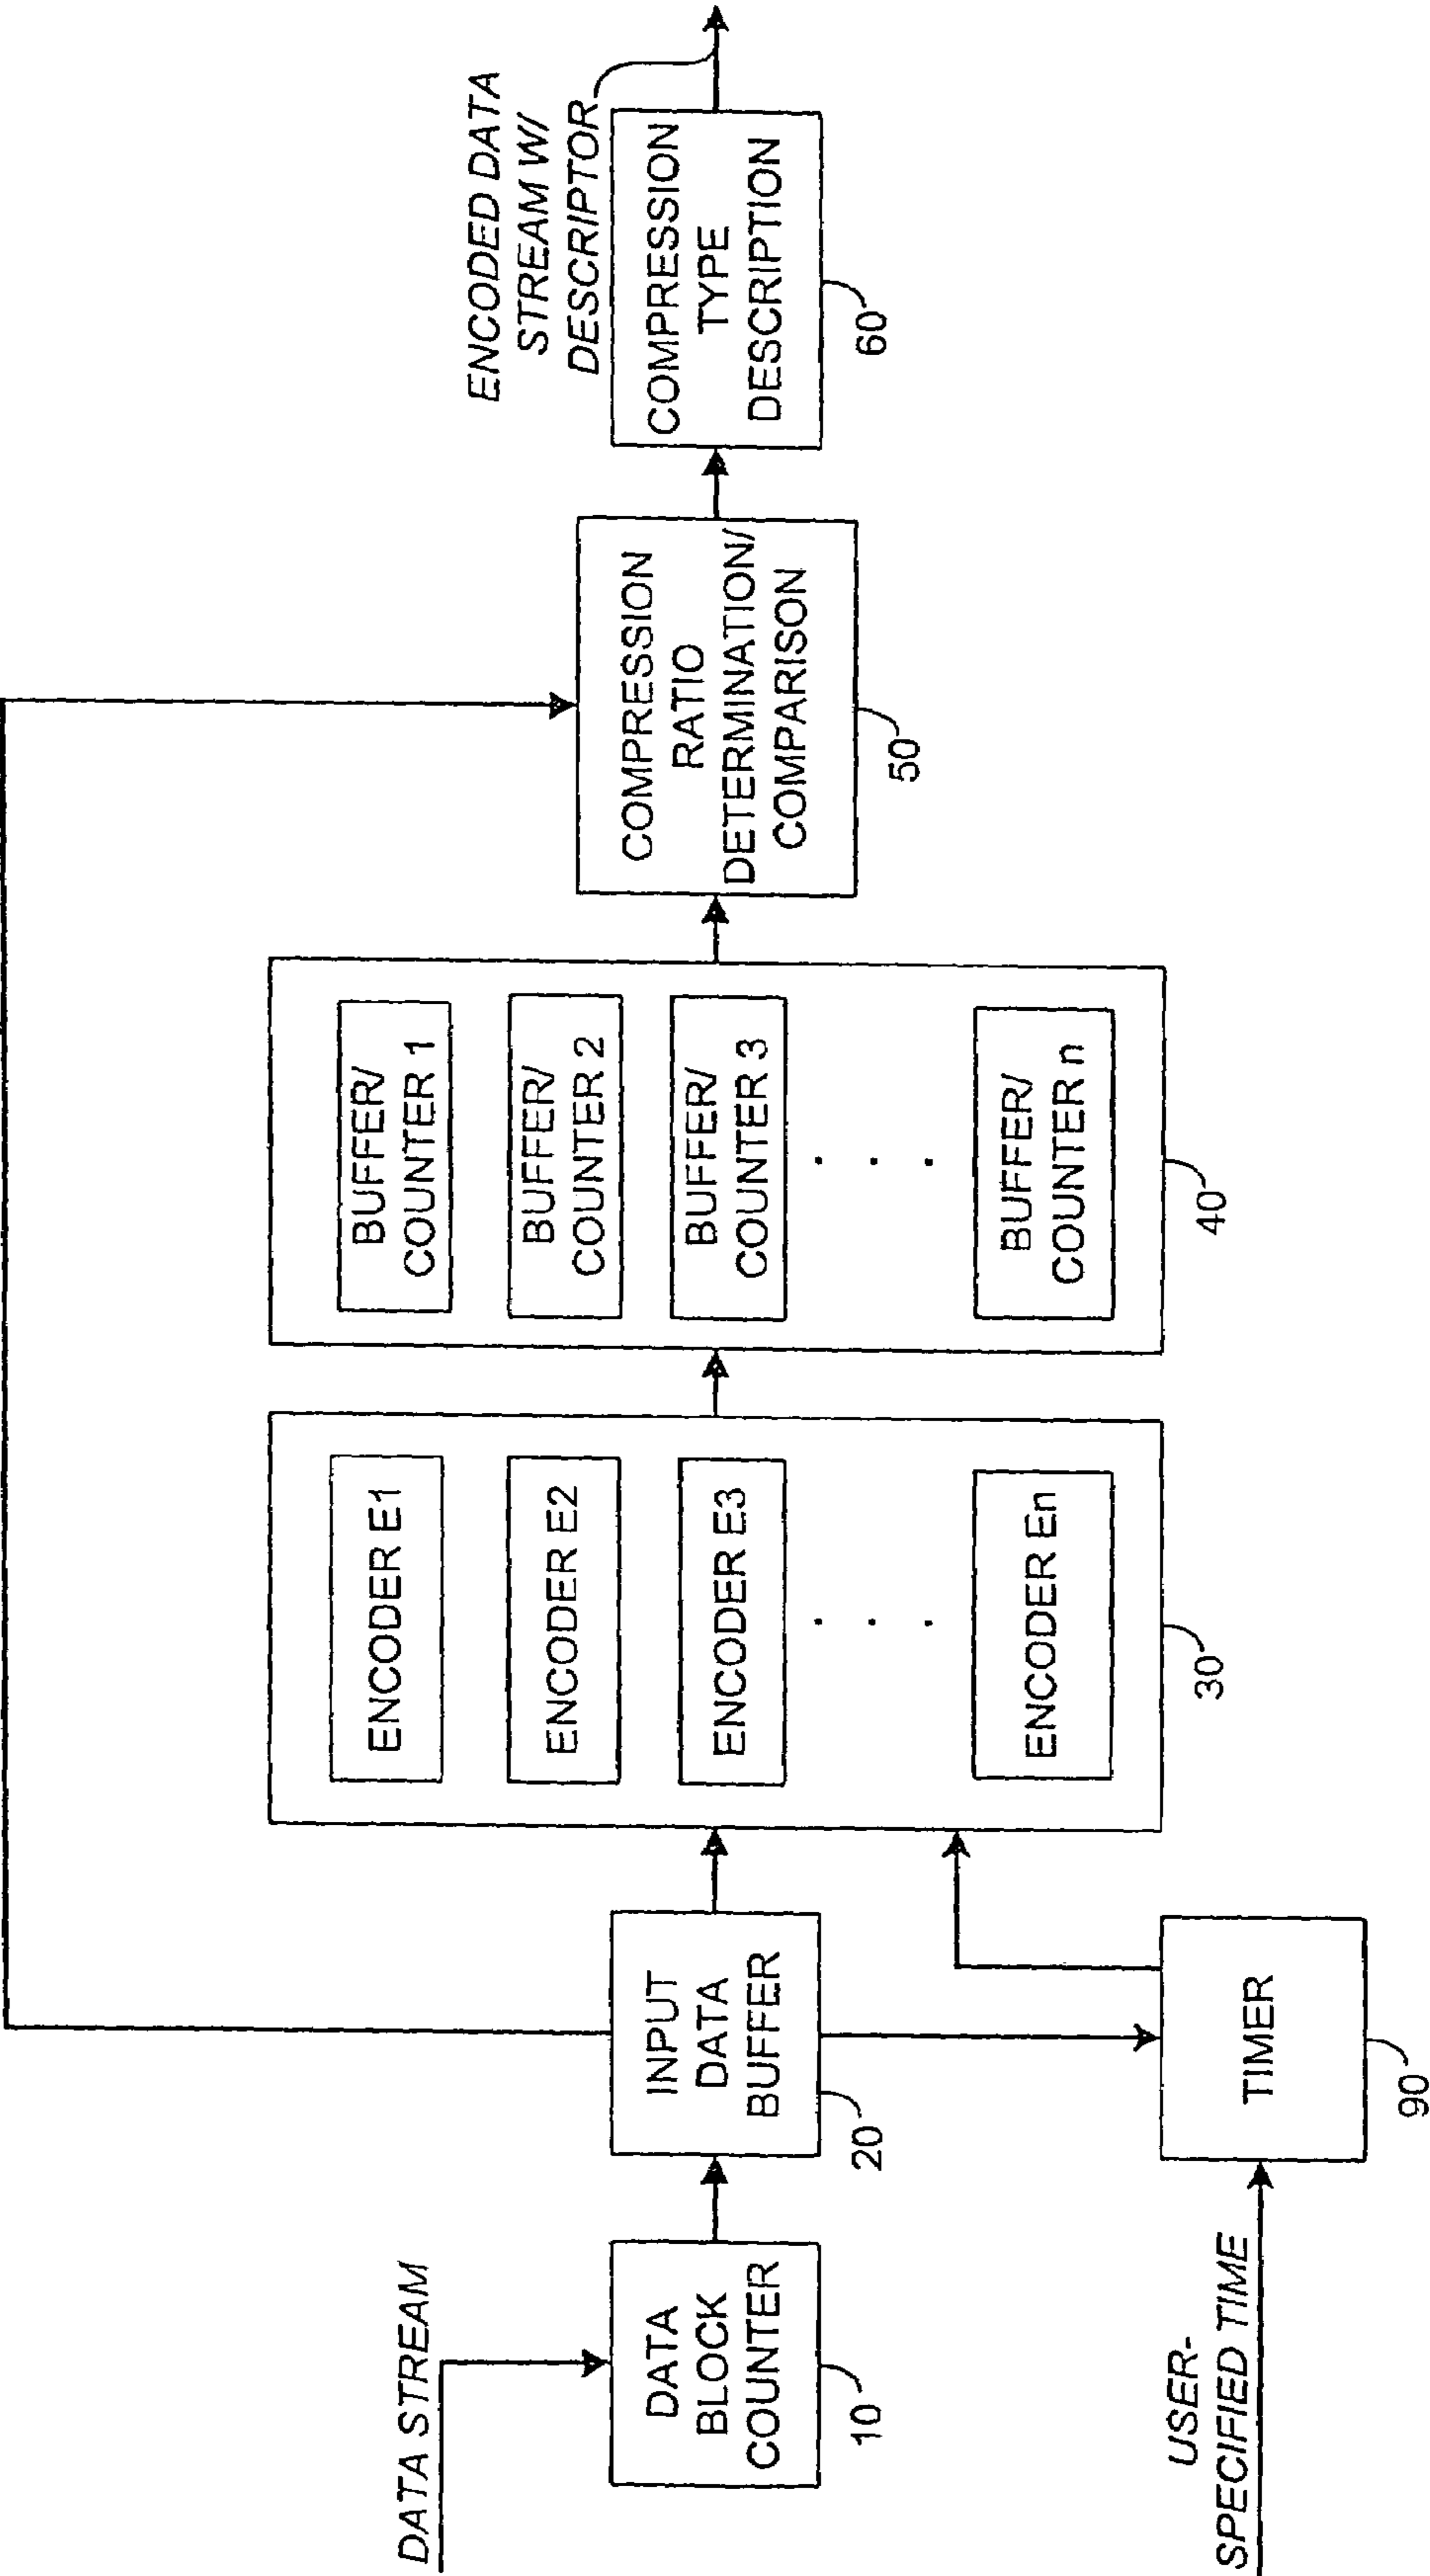 DATA STREAM
DATA
BLOCK
COUNTER
10
INPUT
DATA
BUFFER
20
USER-
SPECIFIED TIME
TIMER
90
ENCODER E1
ENCODER E2
ENCODER E3
. . .
ENCODER En
30
BUFFER/
COUNTER 1
BUFFER/
COUNTER 2
BUFFER/
COUNTER 3
. . .
BUFFER/
COUNTER n
40
COMPRESSION
RATIO
DETERMINATION/
COMPARISON
50
COMPRESSION
TYPE
DESCRIPTION
60
ENCODED DATA
STREAM W/
DESCRIPTOR